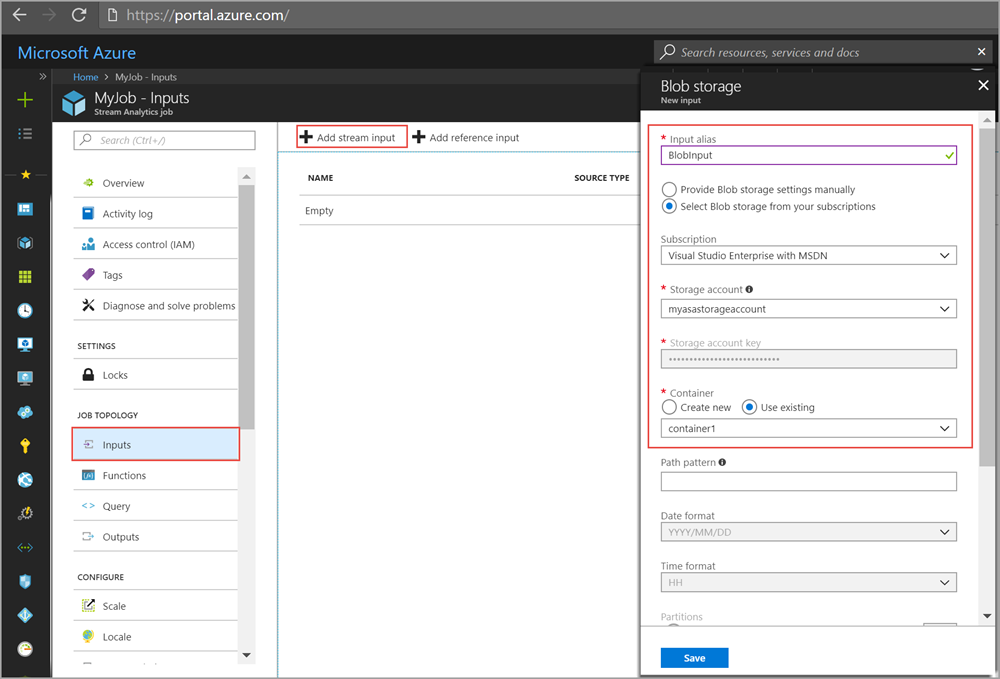 https://portal.azure.com/
Microsoft Azure
Search resources, services and docs
Home > MyJob - Inputs
MyJob - Inputs
Stream Analytics job
Search (Ctrl+/)
Overview
Activity log
Access control (IAM)
Tags
Diagnose and solve problems
SETTINGS
Locks
JOB TOPOLOGY
Inputs
Functions
Query
Outputs
CONFIGURE
Scale
Locale
Add stream input
Add reference input
NAME SOURCE TYPE
Empty
Blob storage
New input
* Input alias
BlobInput
Provide Blob storage settings manually
Select Blob storage from your subscriptions
Subscription
Visual Studio Enterprise with MSDN
* Storage account
myasastorageaccount
* Storage account key
* Container
Create new Use existing
container1
Path pattern
Date format
YYYY/MM/DD
Time format
HH
Partitions
Save